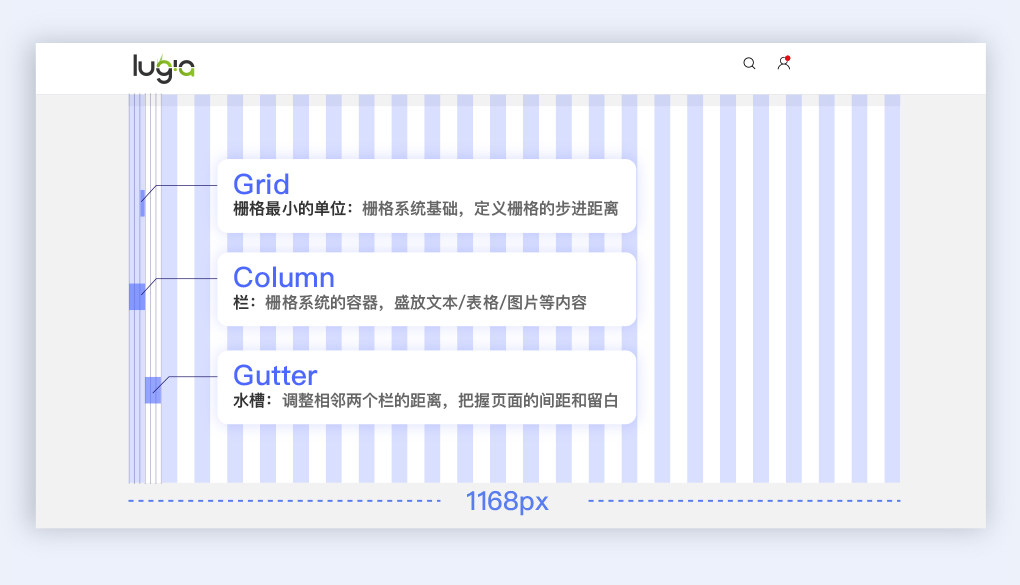 lugia
Grid
栅格最小的单位：栅格系统基础，定义栅格的步进距离
Column
栏：栅格系统的容器，盛放文本/表格/图片等内容
Gutter
水槽：调整相邻两个栏的距离，把握页面的间距和留白
1168px